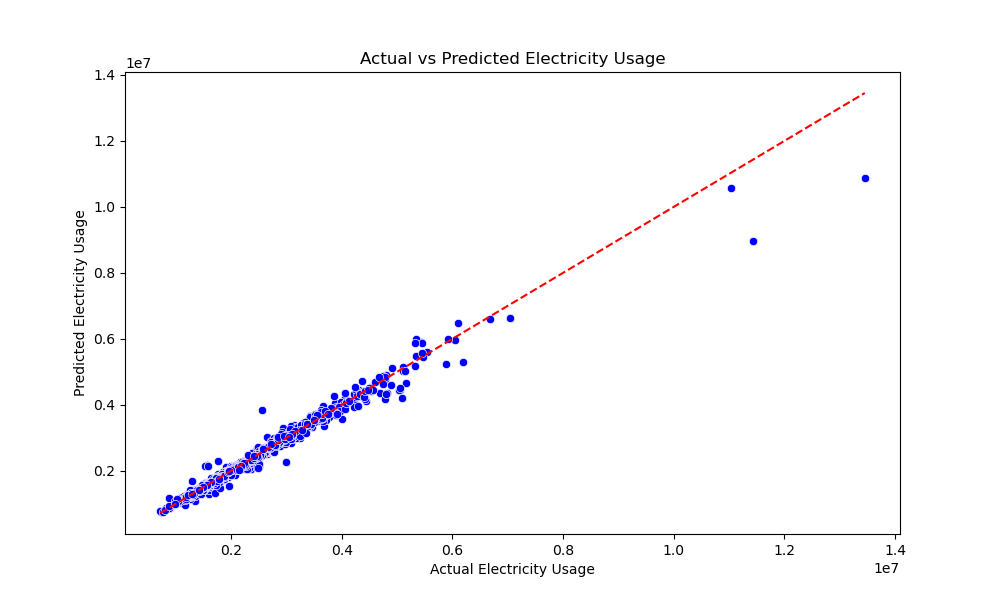 Actual vs Predicted Electricity Usage
1e7
1.4
1.2
1.0
0.8
0.6
0.4
0.2
Predicted Electricity Usage
0.2 0.4 0.6 0.8 1.0 1.2 1.4
1e7
Actual Electricity Usage